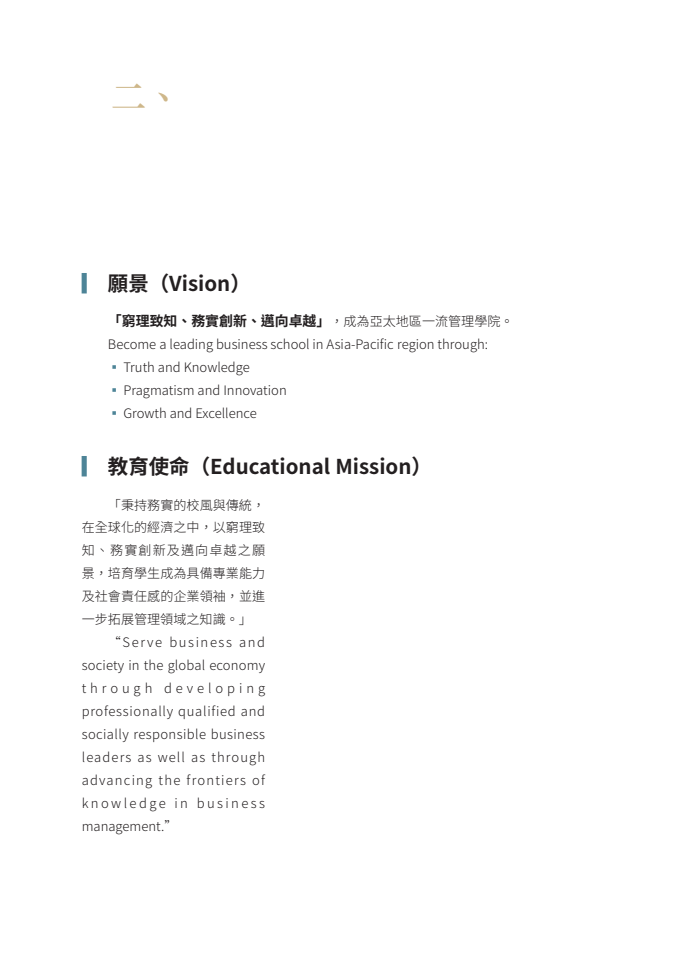 二、
願景（Vision）
「窮理致知、務實創新、邁向卓越」，成為亞太地區一流管理學院。
Become a leading business school in Asia-Pacific region through:
▪ Truth and Knowledge
▪ Pragmatism and Innovation
▪ Growth and Excellence
教育使命（Educational Mission）
「秉持務實的校風與傳統，
在全球化的經濟之中，以窮理致
知、務實創新及邁向卓越之願
景，培育學生成為具備專業能力
及社會責任感的企業領袖，並進
一步拓展管理領域之知識。」
“Serve business and
society in the global economy
through developing
professionally qualified and
socially responsible business
leaders as well as through
advancing the frontiers of
knowledge in business
management.”